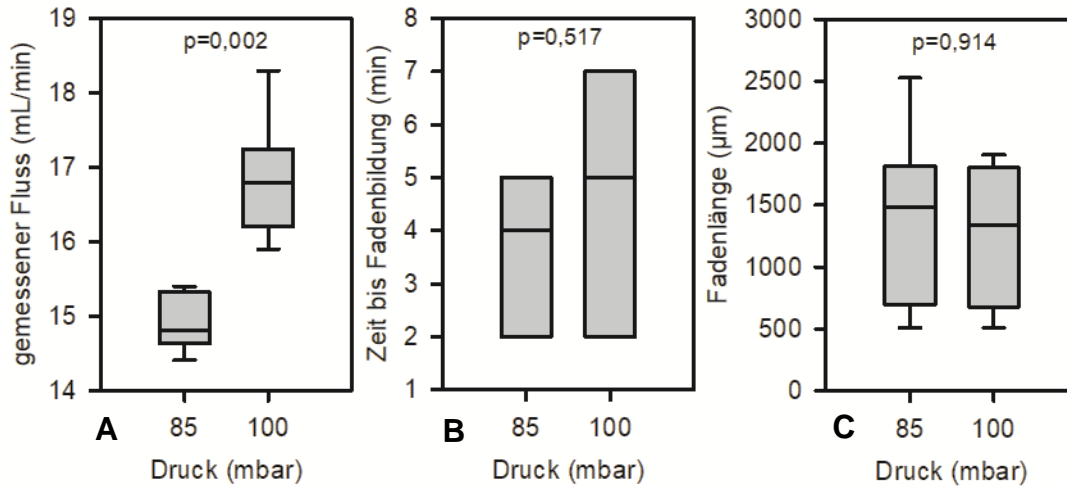 gemessener Fluss (mL/min)
19
18
17
16
15
14
p=0,002
85
100
A
Druck (mbar)
Zeit bis Fadenbildung (min)
8
7
6
5
4
3
2
1
p=0,517
85
100
B
Druck (mbar)
Fadenlänge (µm)
3000
2500
2000
1500
1000
500
0
p=0,914
85
100
C
Druck (mbar)